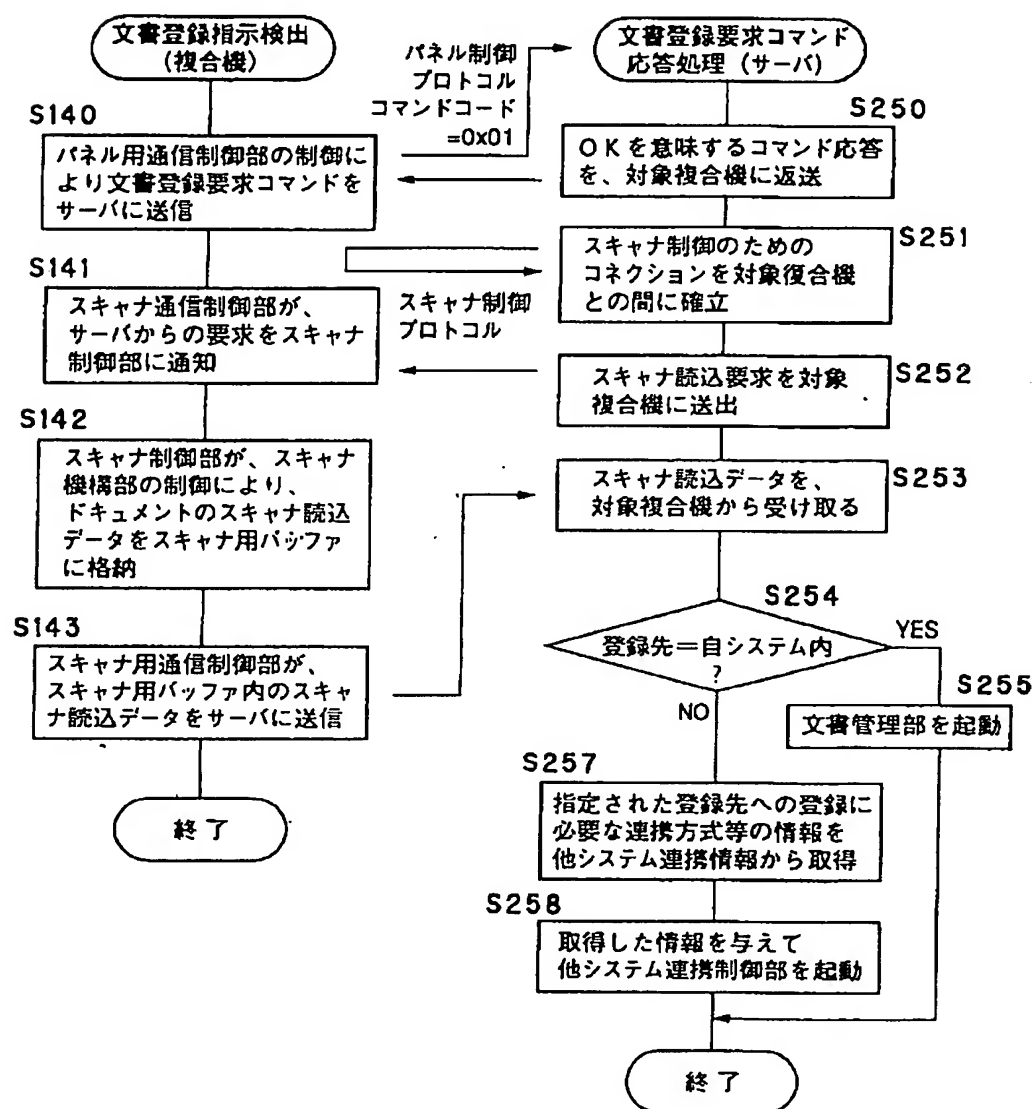 文書登録指示検出
(複合機)
S140
パネル用通信制御部の制御に
より文書登録要求コマンドを
サーバに送信
S141
スキャナ通信制御部が、
サーバからの要求をスキャナ
制御部に通知
S142
スキャナ制御部が、スキャナ
機構部の制御により、
ドキュメントのスキャナ読込
データをスキャナ用バッファ
に格納
S143
スキャナ用通信制御部が、
スキャナ用バッファ内のスキャ
ナ読込データをサーバに送信
終了
パネル制御
プロトコル
コマンドコード
=0x01
スキャナ制御
プロトコル
文書登録要求コマンド
応答処理(サーバ)
S250
OKを意味するコマンド応答
を、対象複合機に返送
S251
スキャナ制御のための
コネクションを対象復合機
との間に確立
S252
スキャナ読込要求を対象
複合機に送出
S253
スキャナ読込データを、
対象複合機から受け取る
S254
登録先=自システム内
?
YES
NO
S255
文書管理部を起動
S257
指定された登録先への登録に
必要な連携方式等の情報を
他システム連携情報から取得
S258
取得した情報を与えて
他システム連携制御部を起動
終了